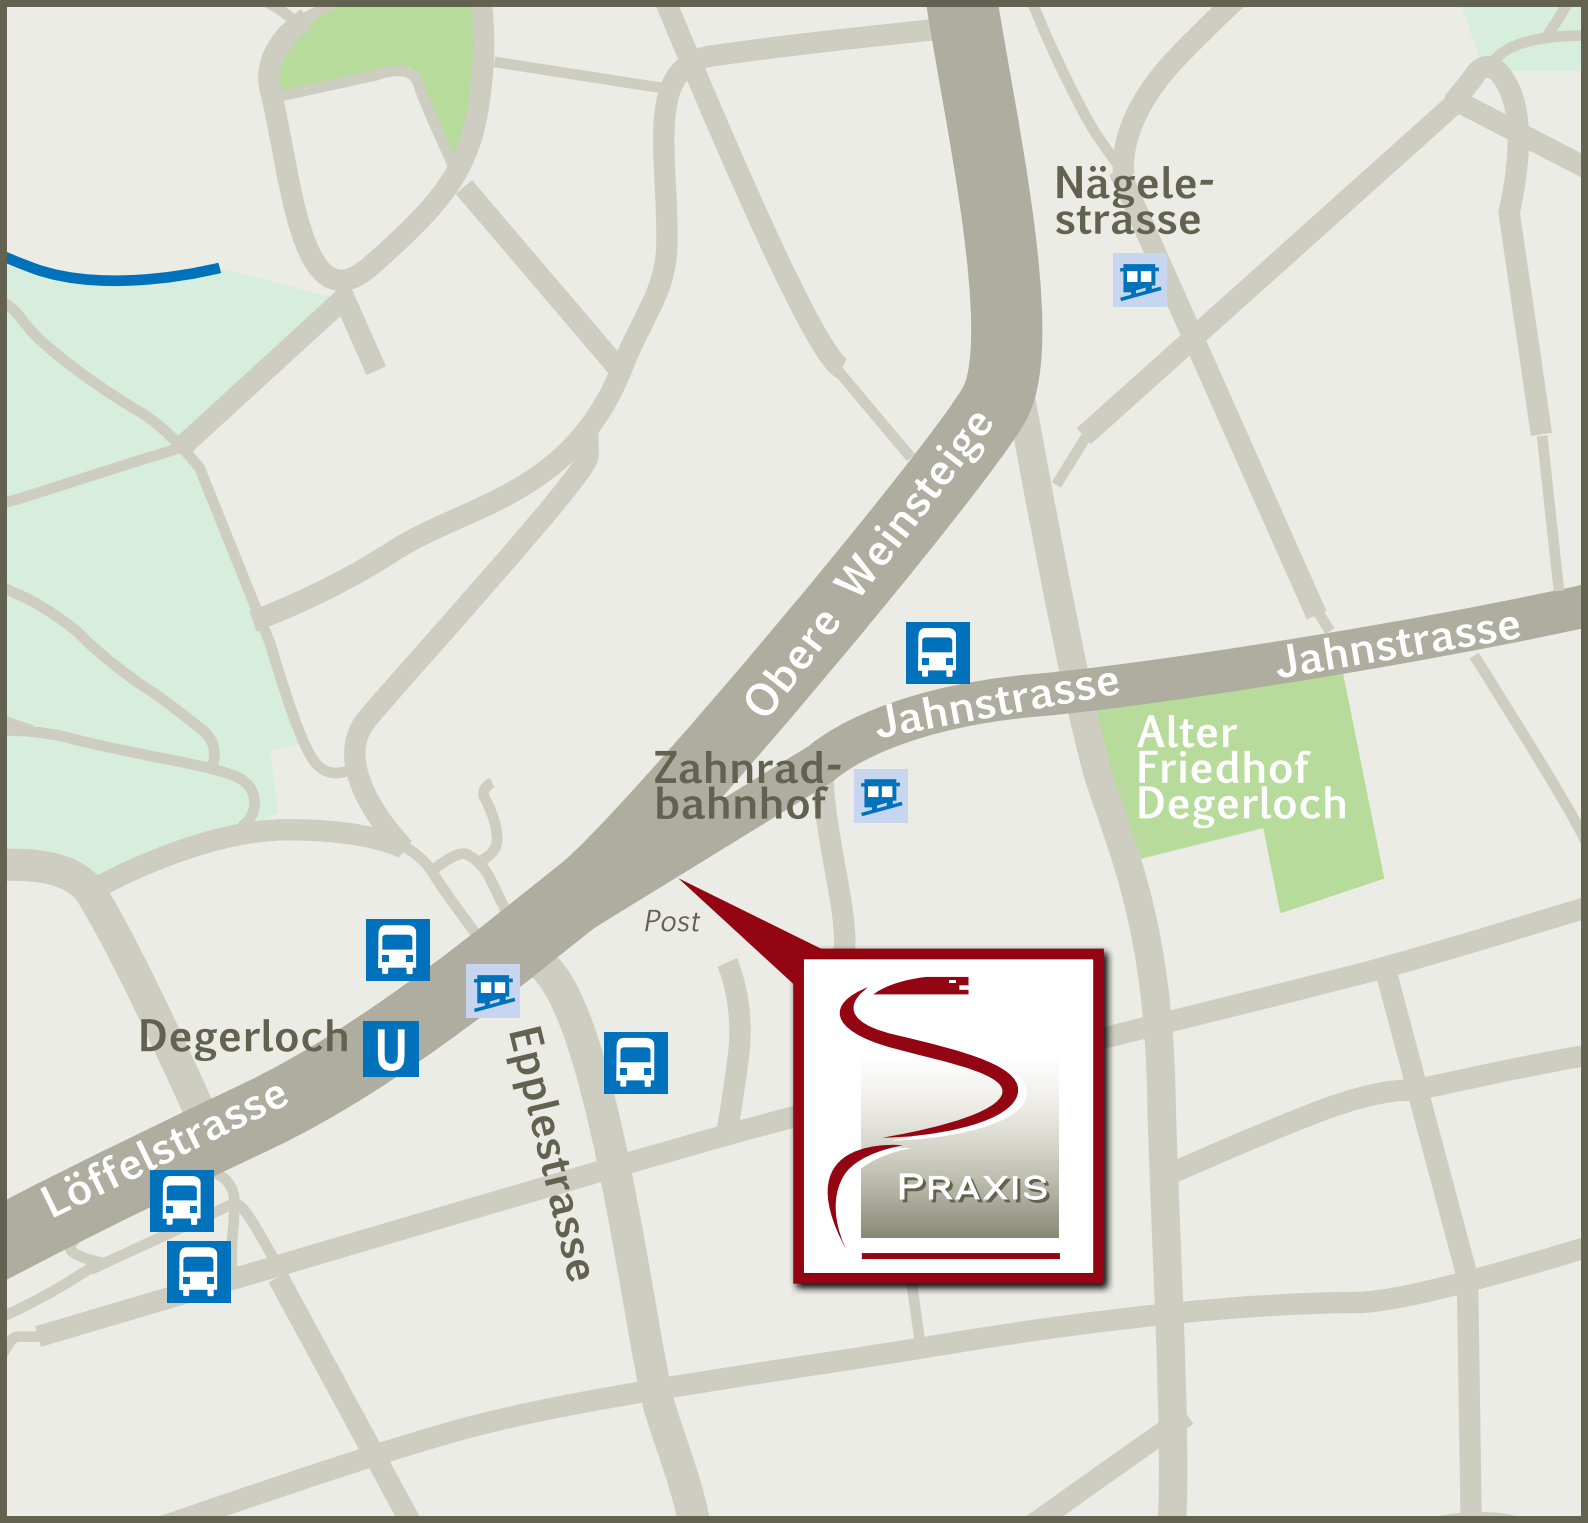 Nägele-
strasse
Obere Weinsteige
Jahnstrasse
Jahnstrasse
Alter
Friedhof
Degerloch
Zahnrad-
bahnhof
Post
Degerloch
U
Epplestrasse
Löffelstrasse
PRAXIS